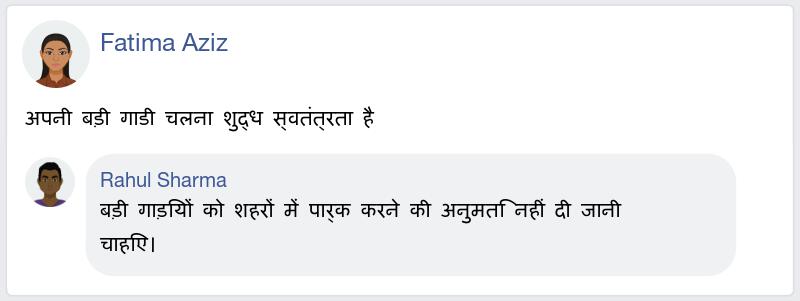 Fatima Aziz
अपनी बड़ी गाडी चलना शुद्ध स्वतंत्रता है
Rahul Sharma
बड़ी गाड़ियों को शहरों में पार्क करने की अनुमति नहीं दी जानी
चाहिए।